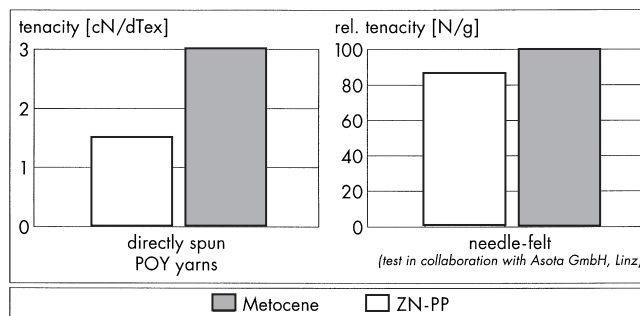 tenacity [cN/dTex]
3
2
1
0
directly spun
POY yarns
rel. tenacity [N/g]
100
80
60
40
20
0
needle-felt
(test in collaboration with Asota GmbH, Linz)
Metocene
ZN-PP